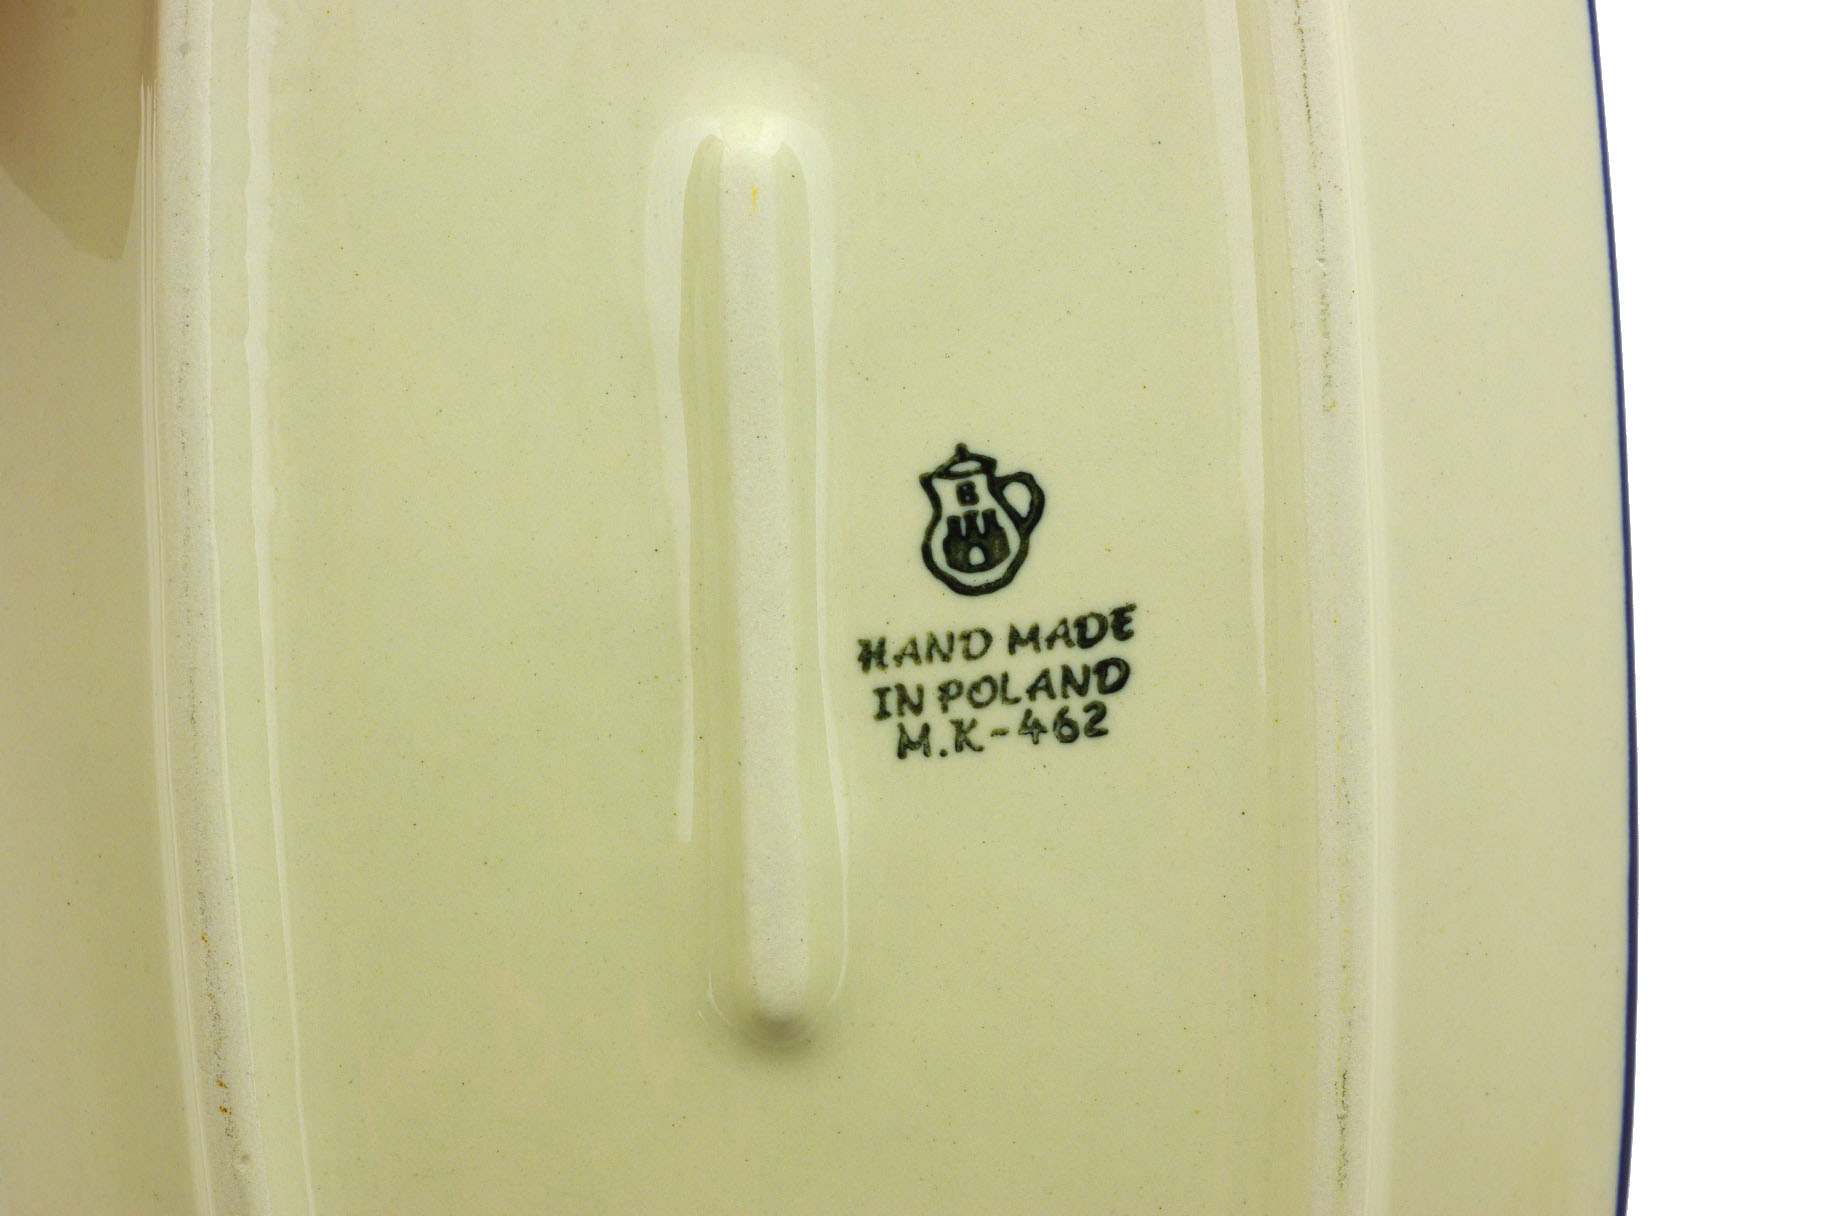 B
HAND MADE
IN POLAND
M.K-462